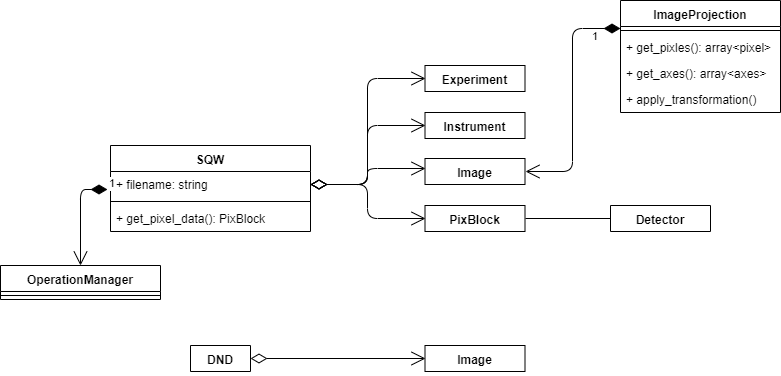 ImageProjection
1
+ get_pixles(): array<pixel>
+ get_axes(): array<axes>
+ apply_transformation()
Experiment
Instrument
SQW
Image
1
+ filename: string
+ get_pixel_data(): PixBlock
PixBlock
Detector
OperationManager
DND
Image